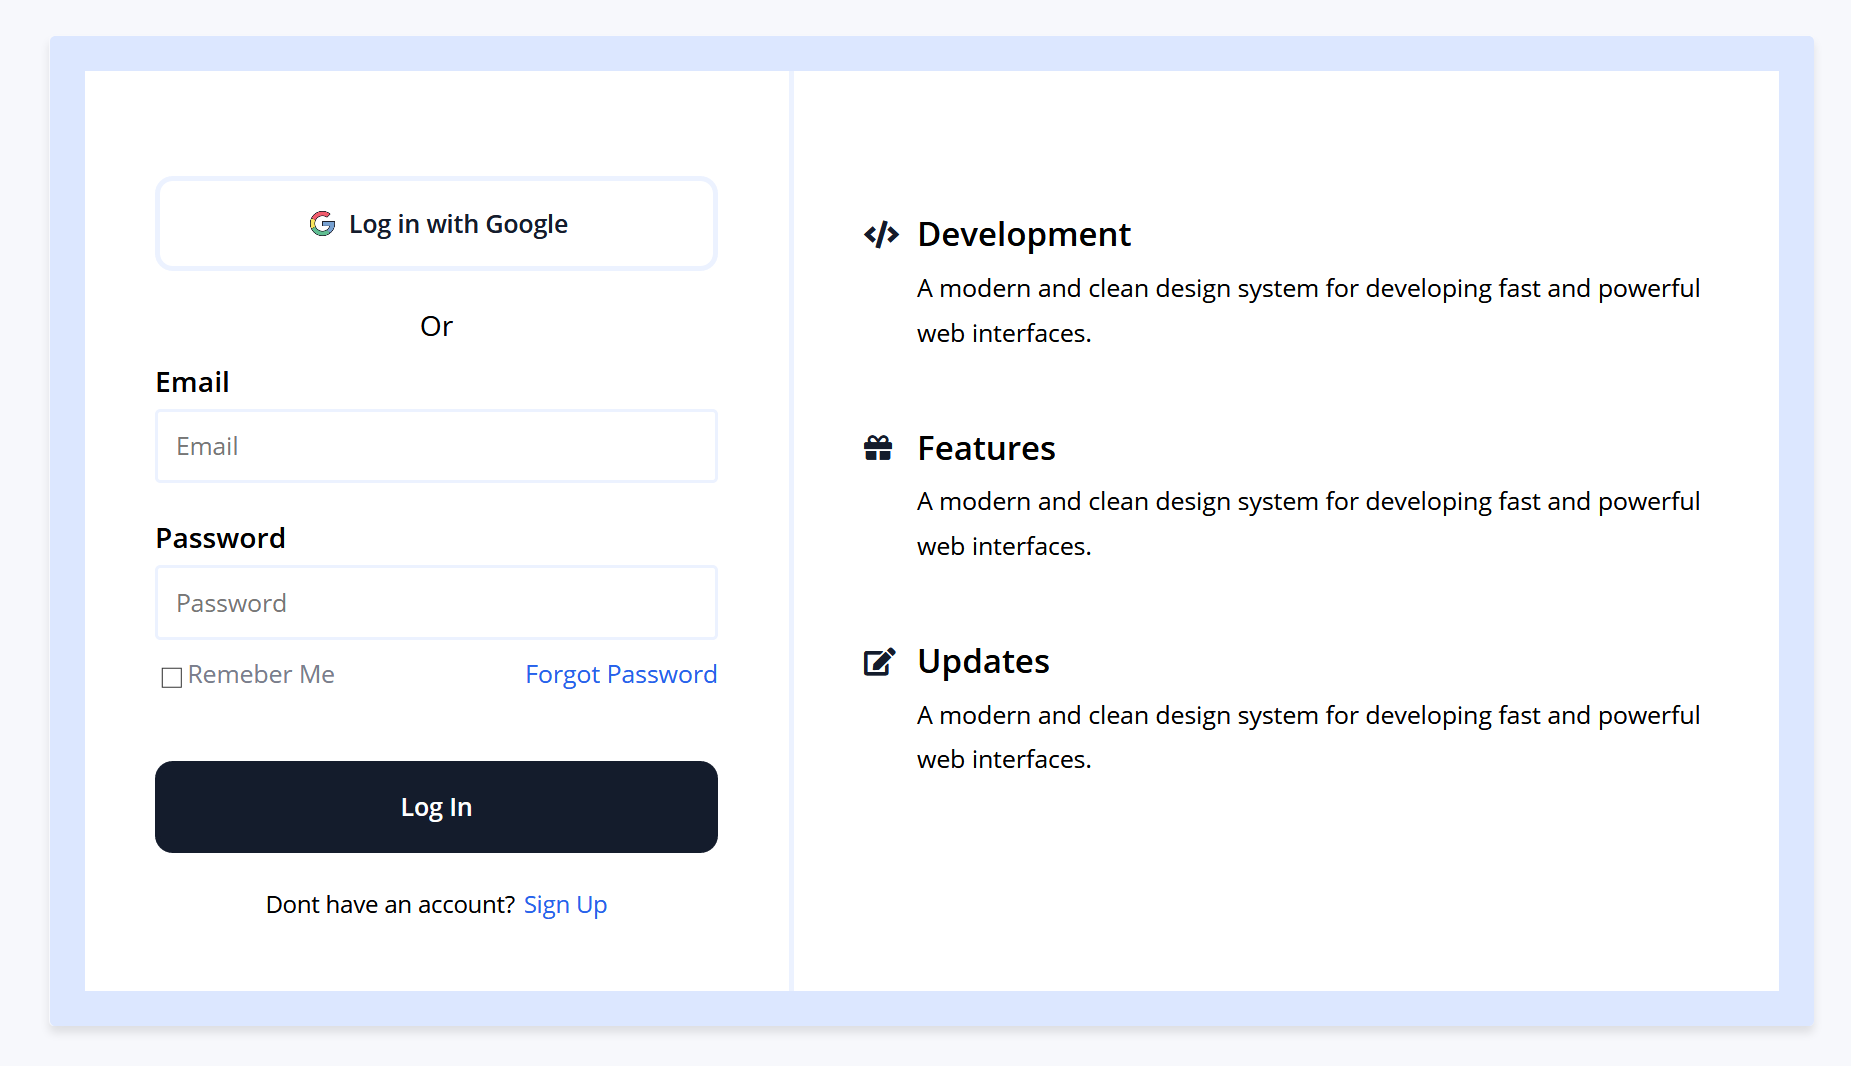 Log in with Google
Or
Email
Email
Password
Password
Remeber Me
Forgot Password
Log In
Dont have an account? Sign Up
Development
A modern and clean design system for developing fast and powerful
web interfaces.
Features
A modern and clean design system for developing fast and powerful
web interfaces.
Updates
A modern and clean design system for developing fast and powerful
web interfaces.